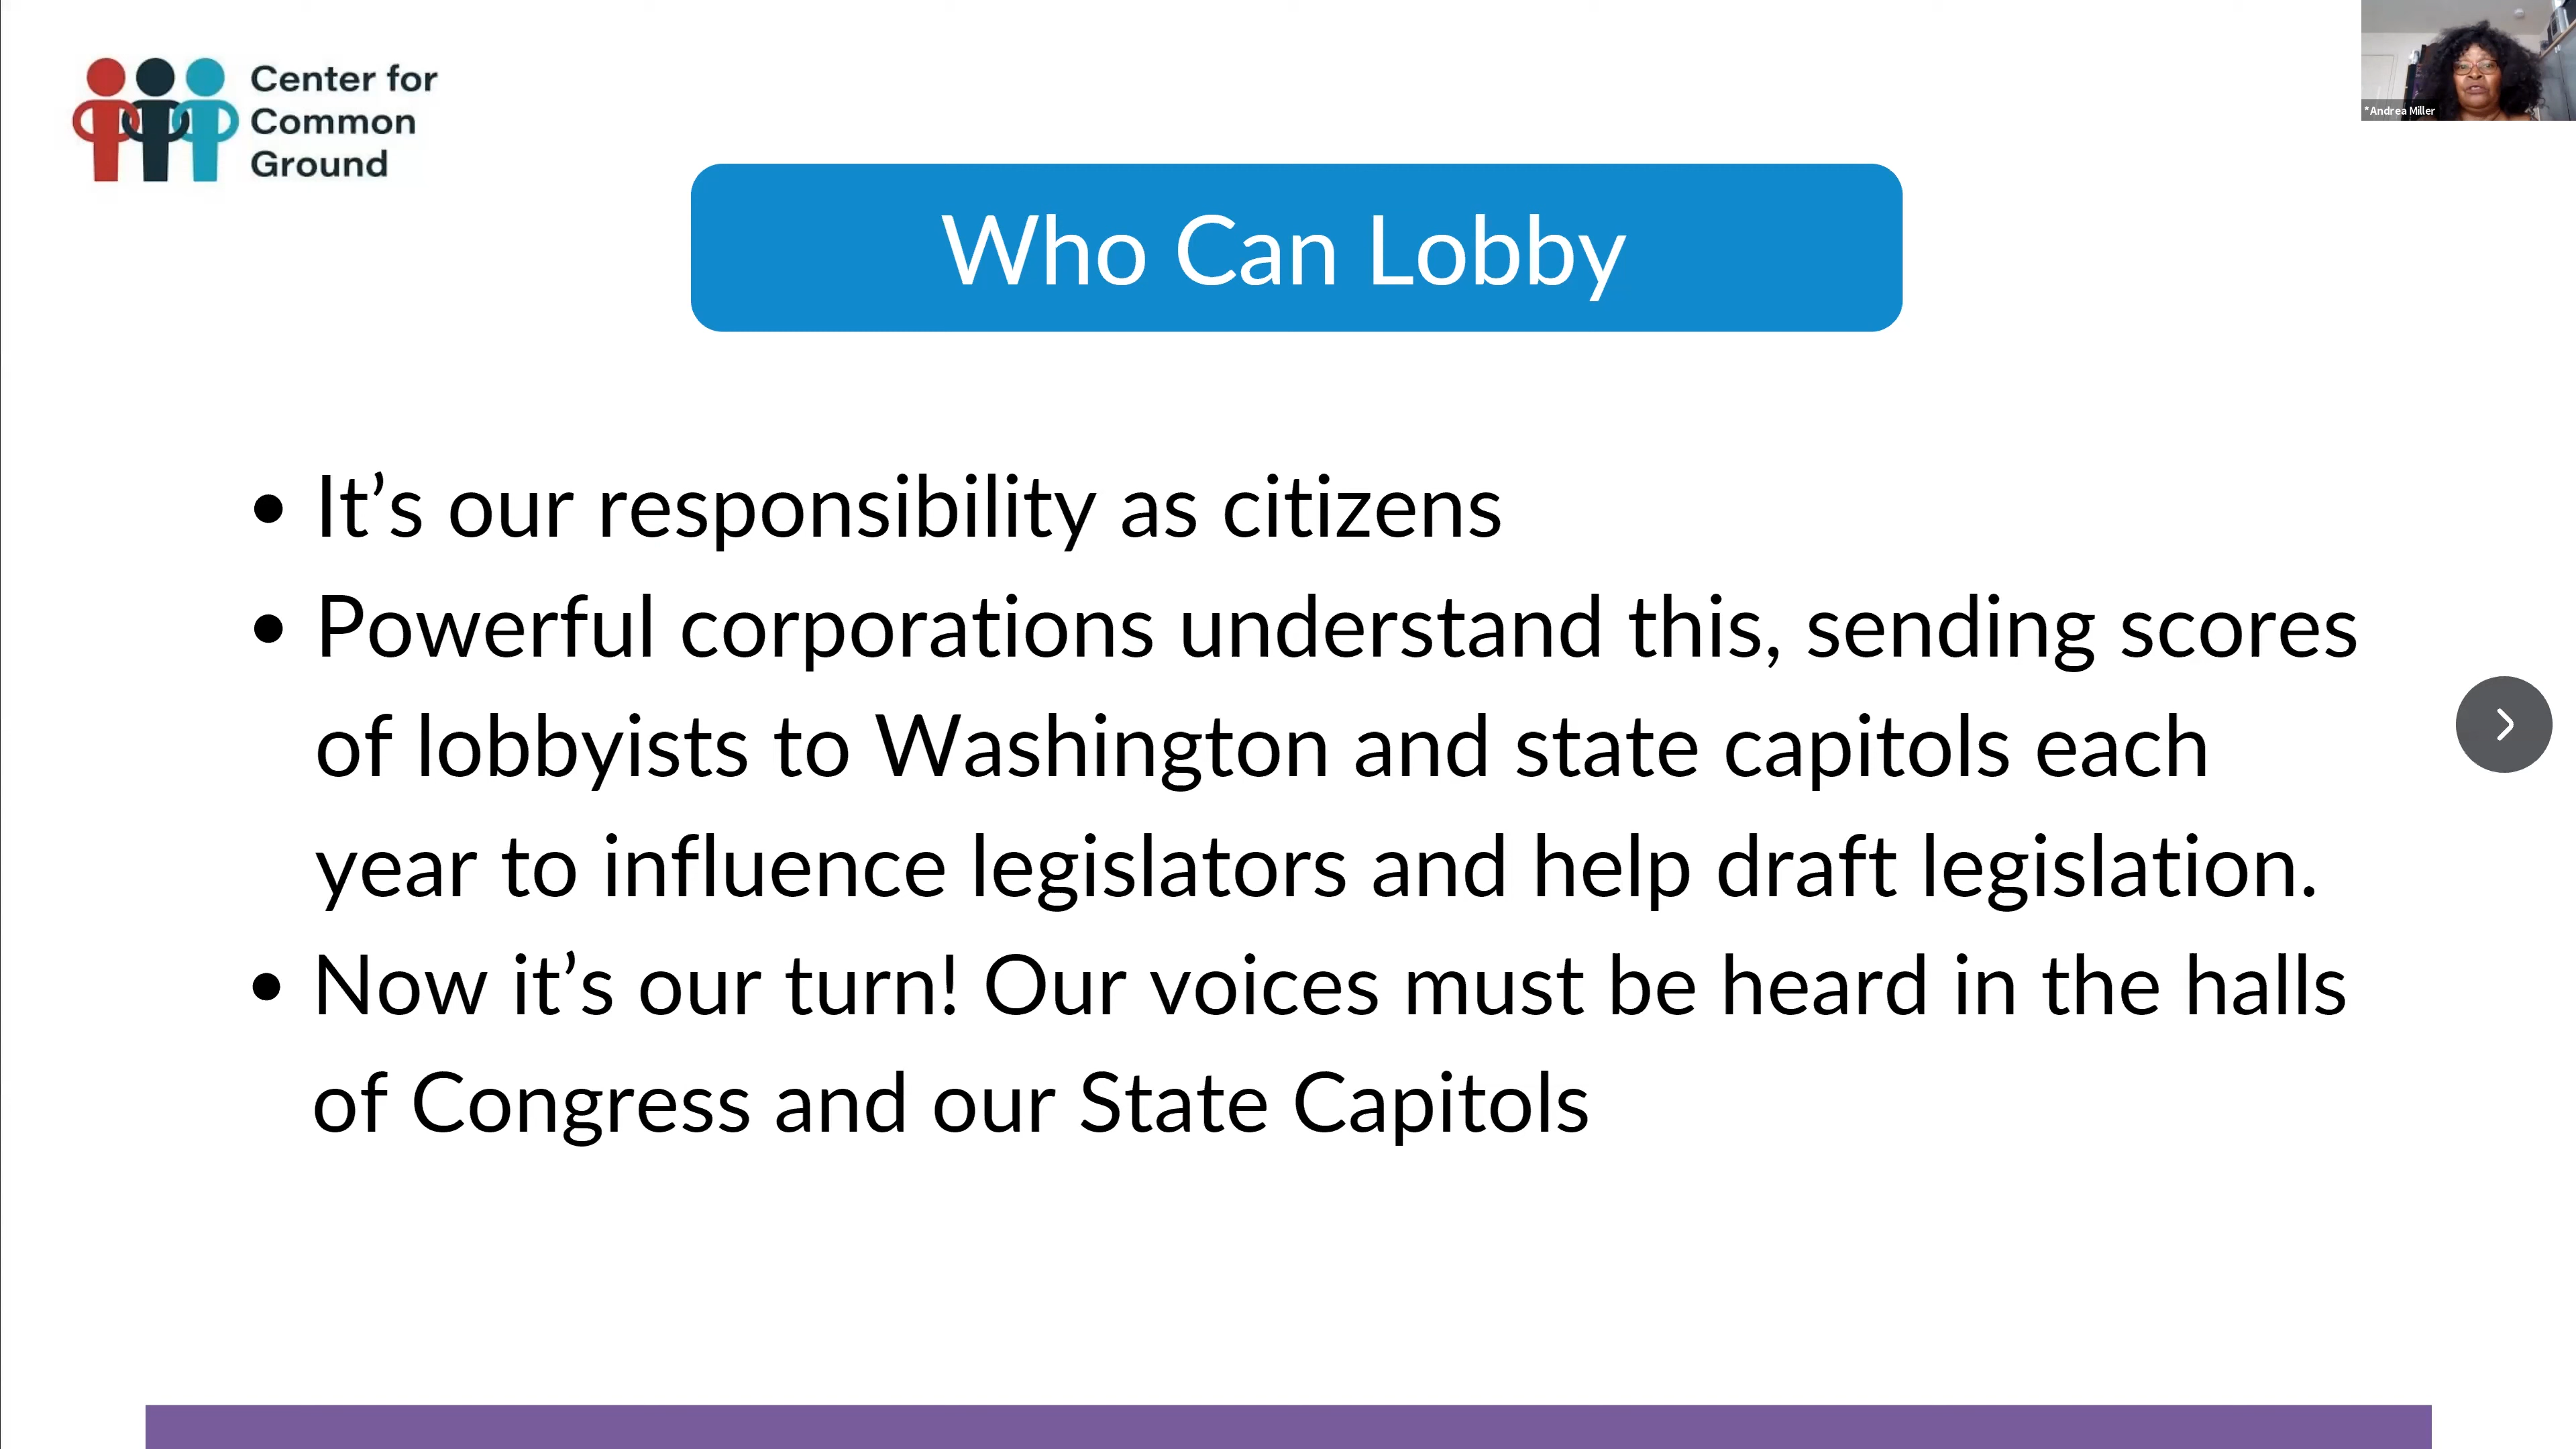 Center for
Common
Ground
*Andrea Miller
Who Can Lobby
• It’s our responsibility as citizens
• Powerful corporations understand this, sending scores
of lobbyists to Washington and state capitols each
year to influence legislators and help draft legislation.
• Now it’s our turn! Our voices must be heard in the halls
of Congress and our State Capitols